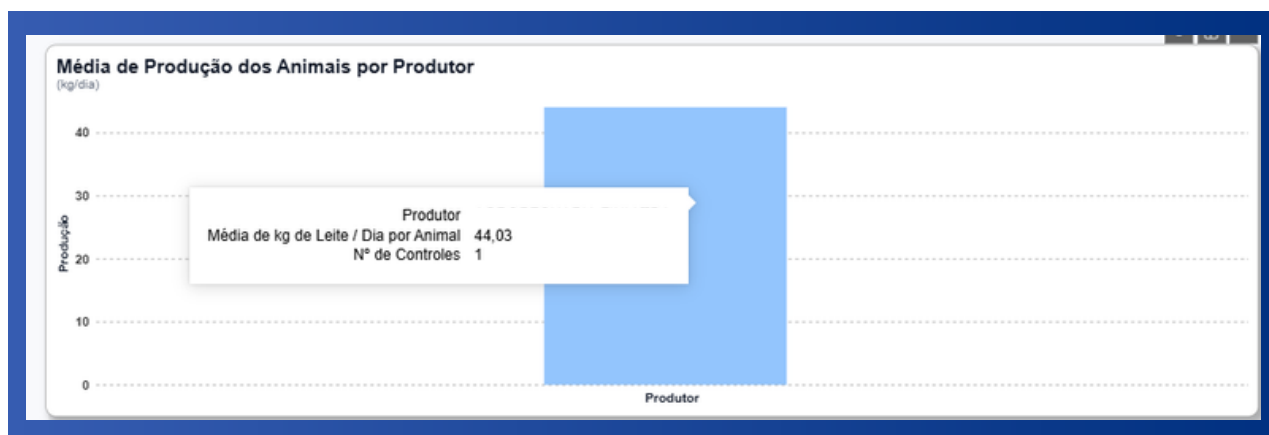 Média de Produção dos Animais por Produtor
(kg/dia)
40
30
20
10
0
Produção
Produtor
Média de kg de Leite / Dia por Animal 44,03
Nº de Controles 1
Produtor